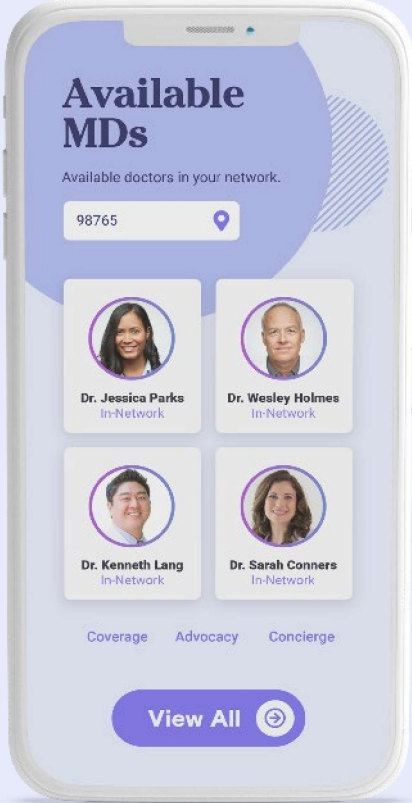 Available
MDs
Available doctors in your network.
98765
Dr. Jessica Parks
In-Network
Dr. Wesley Holmes
In-Network
Dr. Kenneth Lang
In-Network
Dr. Sarah Conners
In-Network
Coverage Advocacy Concierge
View All